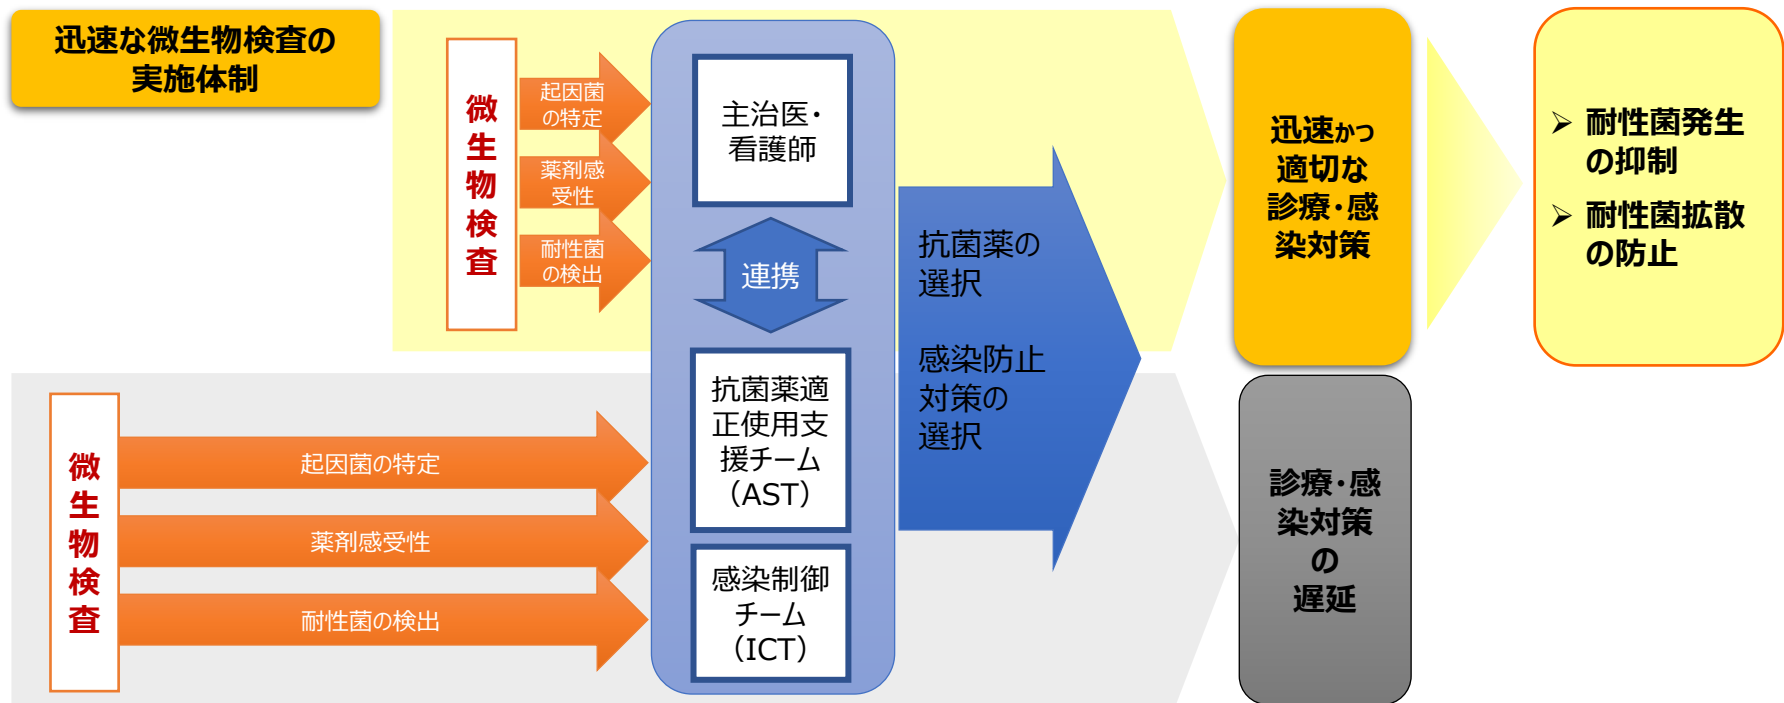 迅速な微生物検査の
実施体制
微生物検査
起因菌
の特定
薬剤感
受性
耐性菌
の検出
主治医・
看護師
連携
抗菌薬適
正使用支
援チーム
（AST）
感染制御
チーム
（ICT）
抗菌薬の
選択
感染防止
対策の
選択
迅速かつ
適切な
診療・感
染対策
➢ 耐性菌発生
の抑制
➢ 耐性菌拡散
の防止
微生物検査
起因菌の特定
薬剤感受性
耐性菌の検出
診療・感
染対策
の
遅延